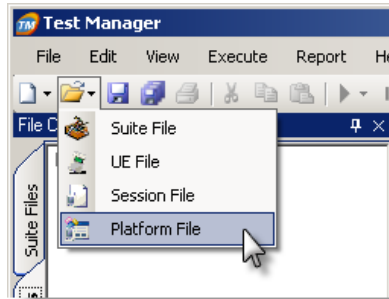 TM Test Manager
File Edit View Execute Report
File
Suite File
UE File
Session File
Platform File
Suite Files